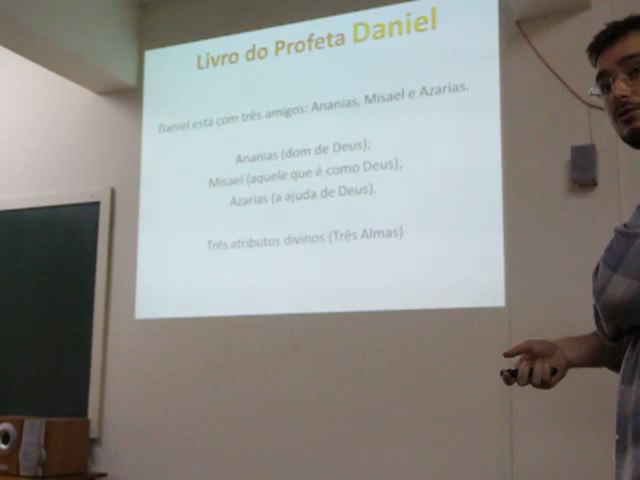 Livro do Profeta Daniel
Daniel está com três amigos: Ananias, Misael e Azarias.
Ananias (dom de Deus);
Misael (aquele que é como Deus);
Azarias (a ajuda de Deus).
Três atributos divinos (Três Almas)